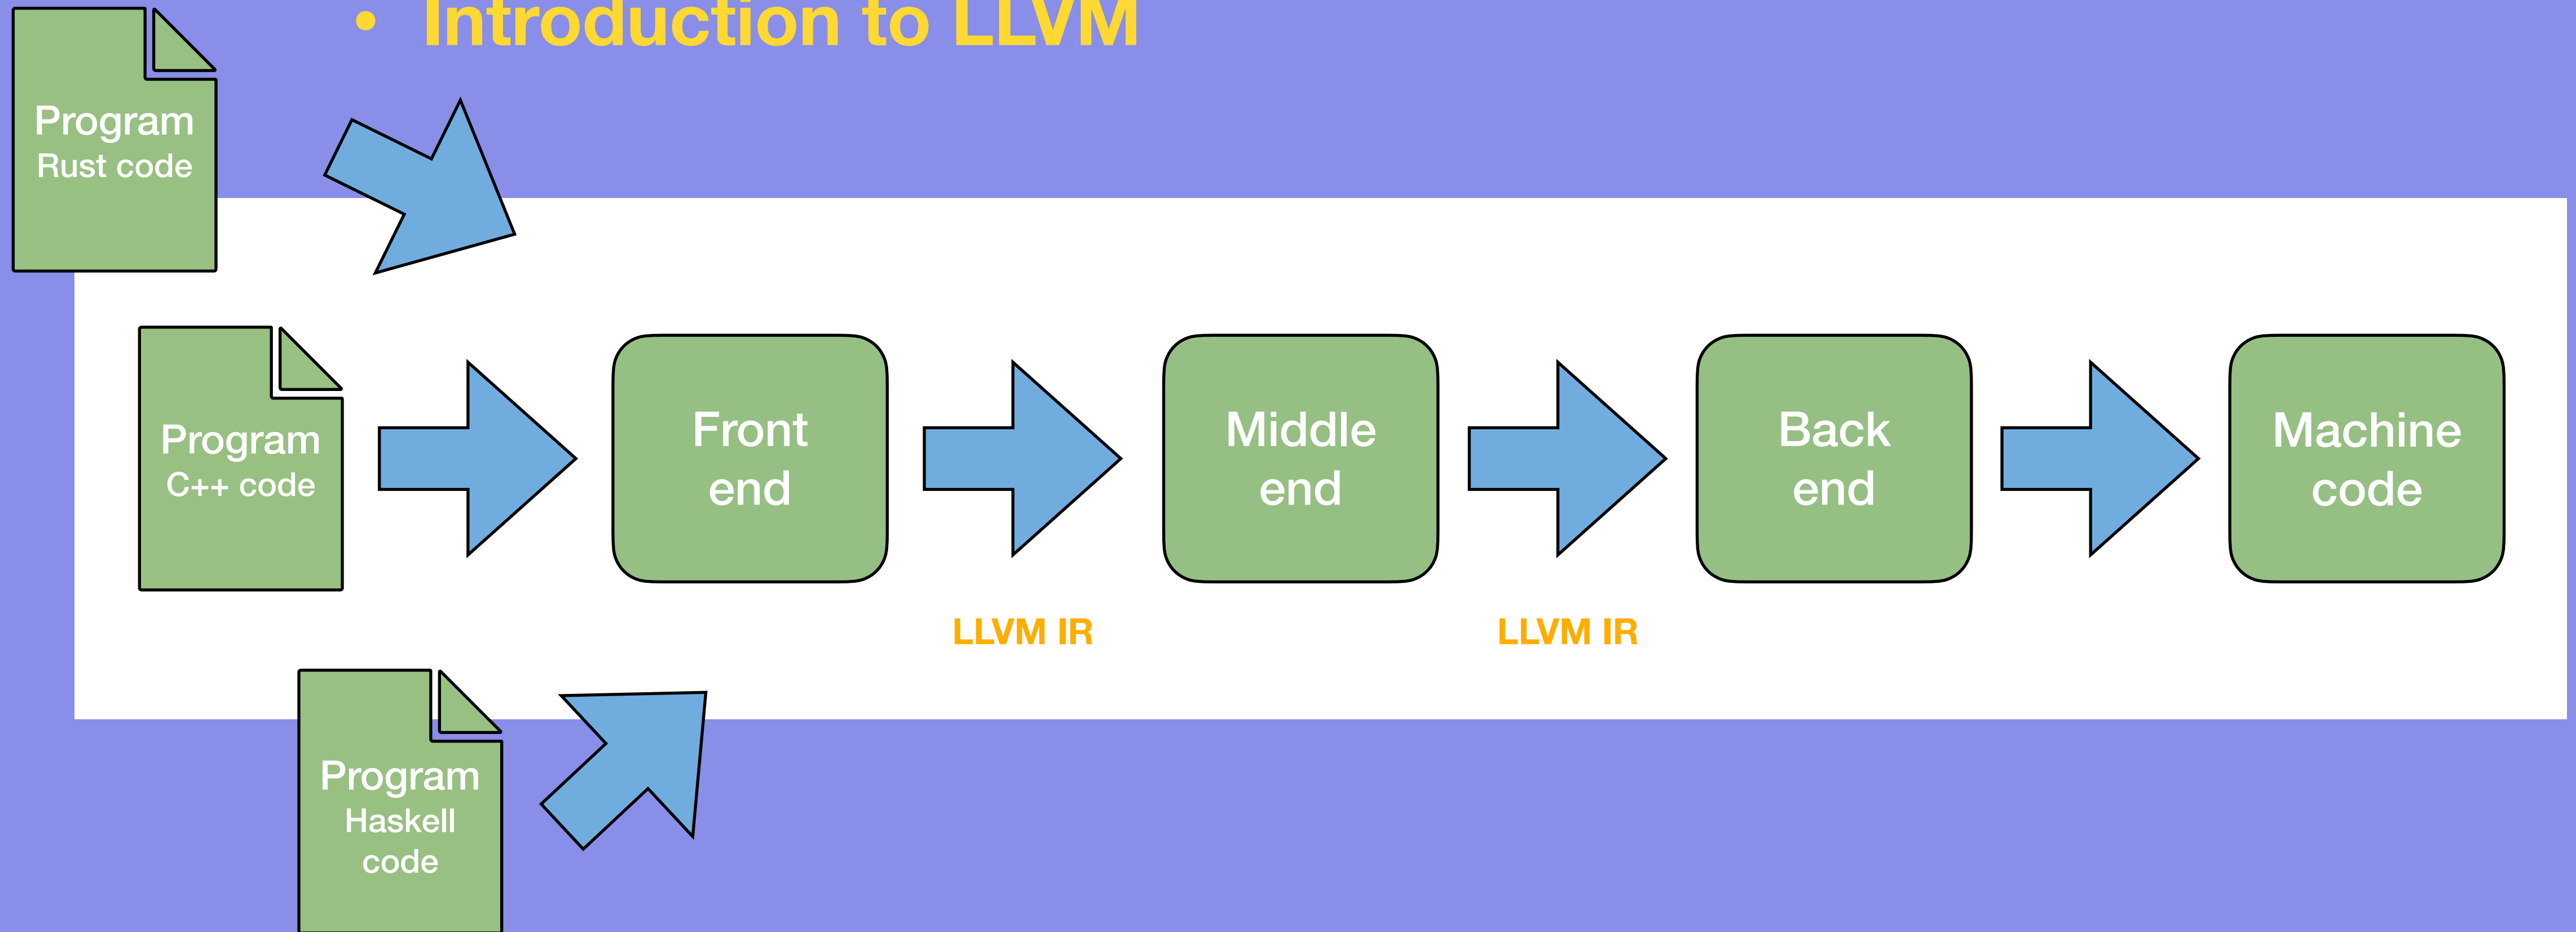 • Introduction to LLVM
Program
Rust code
Program
C++ code
Front
end
Middle
end
Back
end
Machine
code
LLVM IR
LLVM IR
Program
Haskell
code